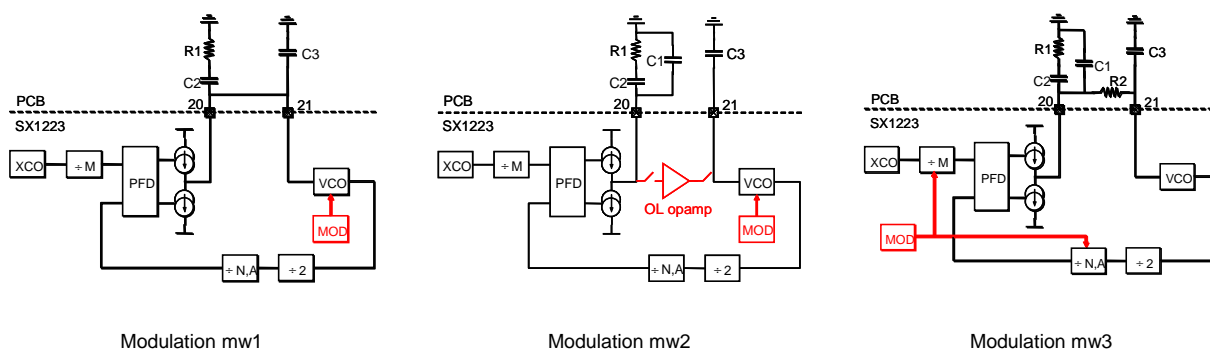 R1
C2
C3
PCB
20
21
SX1223
XCO
÷ M
PFD
VCO
MOD
÷ N,A
÷ 2
Modulation mw1
R1
C1
C2
C3
PCB
20
21
SX1223
XCO
÷ M
PFD
OL opamp
VCO
MOD
÷ N,A
÷ 2
Modulation mw2
R1
C1
C2
R2
C3
PCB
20
21
SX1223
XCO
÷ M
PFD
VCO
MOD
÷ N,A
÷ 2
Modulation mw3